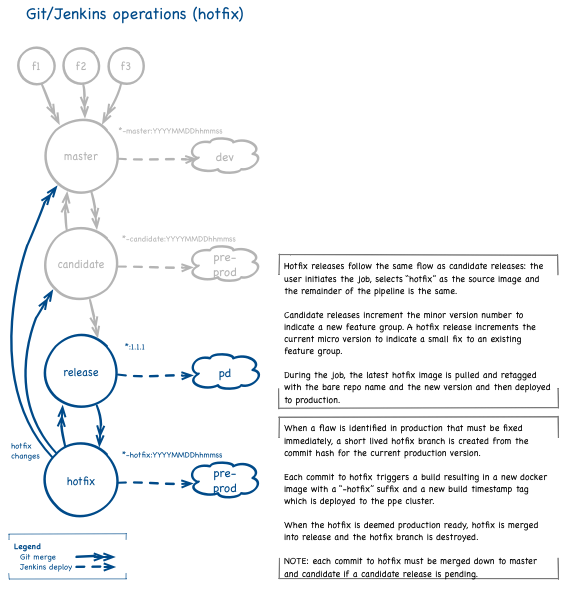 Git/Jenkins operations (hotfix)
f1
f2
f3
*-master:YYYYMMDDhhmmss
master
dev
*-candidate:YYYYMMDDhhmmss
candidate
pre-
prod
*:1.1.1
release
pd
hotfix
changes
*-hotfix:YYYYMMDDhhmmss
hotfix
pre-
prod
Legend
Git merge
Jenkins deploy
Hotfix releases follow the same flow as candidate releases: the
user initiates the job, selects "hotfix" as the source image and
the remainder of the pipeline is the same.
Candidate releases increment the minor version number to
indicate a new feature group. A hotfix release increments the
current micro version to indicate a small fix to an existing
feature group.
During the job, the latest hotfix image is pulled and retagged
with the bare repo name and the new version and then deployed
to production.
When a flaw is identified in production that must be fixed
immediately, a short lived hotfix branch is created from the
commit hash for the current production version.
Each commit to hotfix triggers a build resulting in a new docker
image with a "-hotfix" suffix and a new build timestamp tag
which is deployed to the ppe cluster.
When the hotfix is deemed production ready, hotfix is merged
into release and the hotfix branch is destroyed.
NOTE: each commit to hotfix must be merged down to master
and candidate if a candidate release is pending.